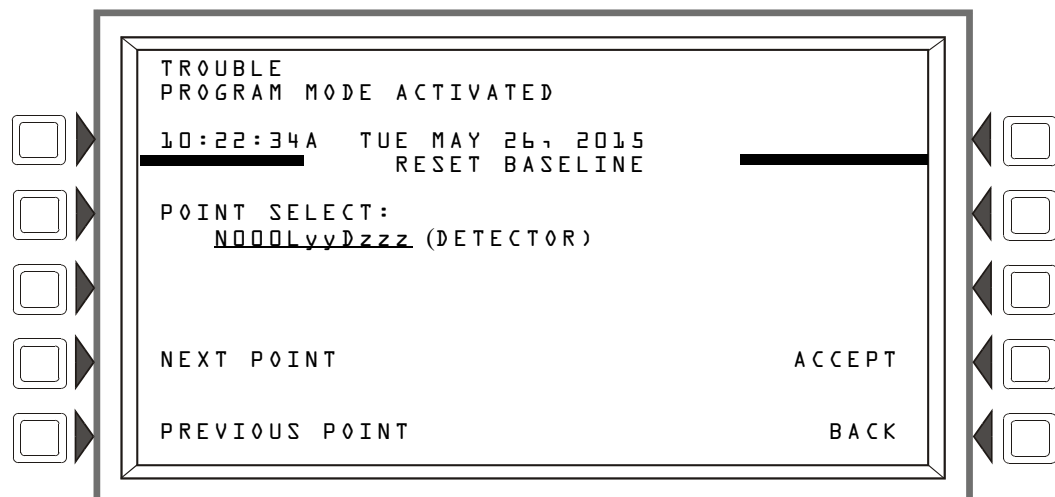 TROUBLE
PROGRAM MODE ACTIVATED
10:22:34A TUE MAY 26, 2015
RESET BASELINE
POINT SELECT:
N000LyyDzzz (DETECTOR)
NEXT POINT ACCEPT
PREVIOUS POINT BACK